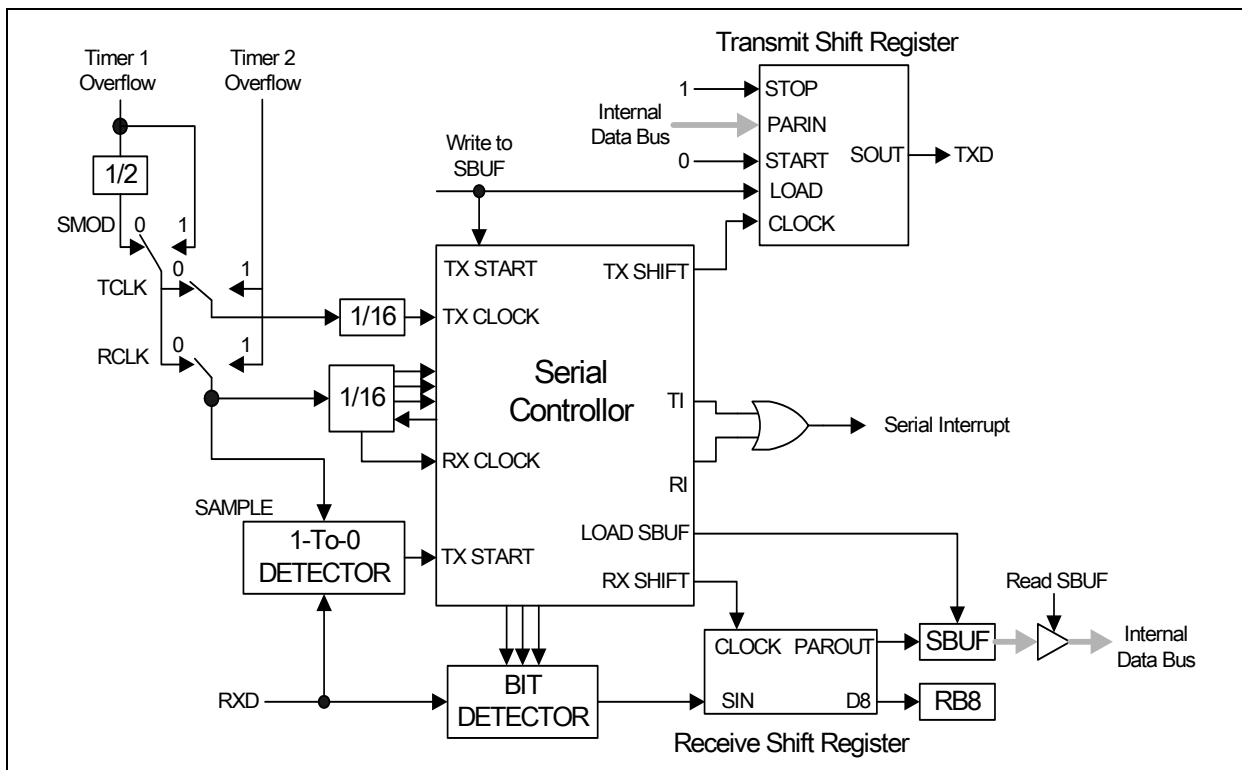 Timer 1
Overflow
Timer 2
Overflow
Transmit Shift Register
1
STOP
Internal
Data Bus
PARIN
0
START
SOUT
TXD
Write to
SBUF
LOAD
CLOCK
1/2
SMOD
0
1
TX START
TX SHIFT
TCLK
0
1
1/16
TX CLOCK
RCLK
0
1
1/16
Serial
Controllor
TI
Serial Interrupt
RX CLOCK
RI
SAMPLE
1-To-0
DETECTOR
TX START
LOAD SBUF
RX SHIFT
Read SBUF
CLOCK
PAROUT
SBUF
Internal
Data Bus
RXD
BIT
DETECTOR
SIN
D8
RB8
Receive Shift Register